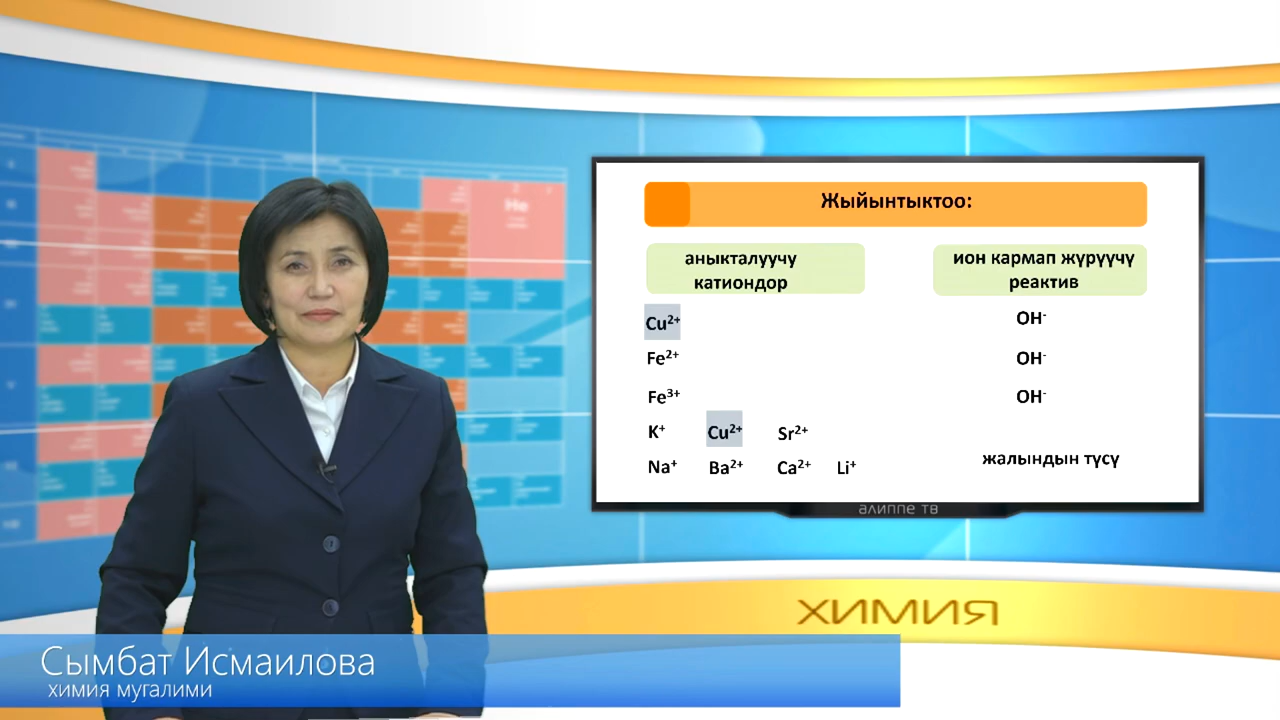 Не
Жыйынтыктоо:
аныкталуучу
катиондор
ион кармап жүрүүчү
реактив
Cu²⁺
OH⁻
Fe²⁺
OH⁻
Fe³⁺
OH⁻
K⁺ Cu²⁺ Sr²⁺
Na⁺ Ba²⁺ Ca²⁺ Li⁺
жалындын түсү
алиппе тв
химия
Сымбат Исмаилова
химия мугалими